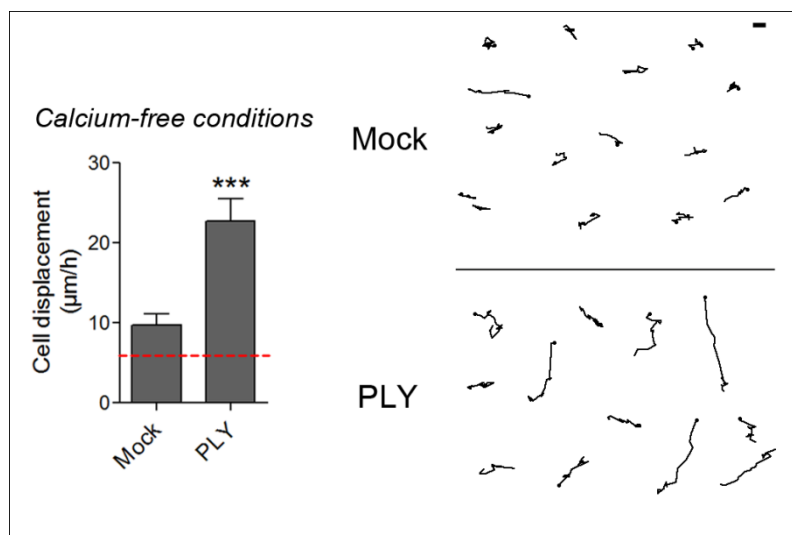 Calcium-free conditions
Cell displacement
(µm/h)
30
20
10
0
***
Mock
PLY
Mock
PLY